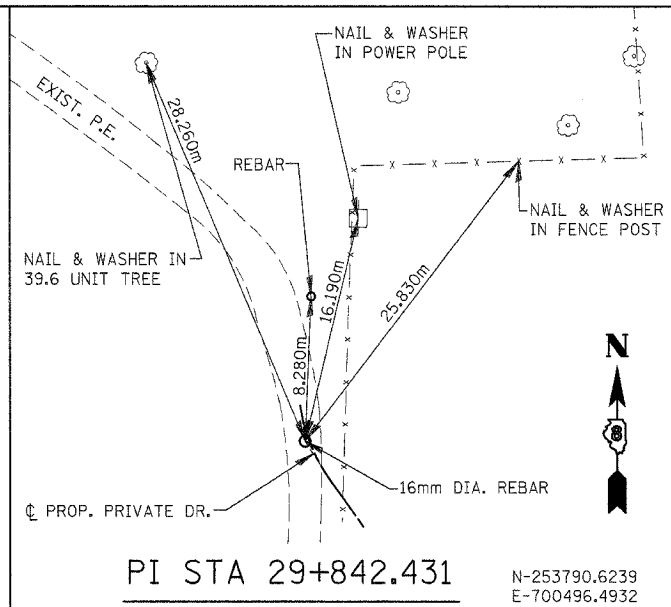 NAIL & WASHER
IN POWER POLE
EXIST. P.E.
28.260m
REBAR
NAIL & WASHER
IN FENCE POST
NAIL & WASHER IN
39.6 UNIT TREE
16.190m
25.830m
8.280m
N
8
16mm DIA. REBAR
℄ PROP. PRIVATE DR.
PI STA 29+842.431
N-253790.6239
E-700496.4932